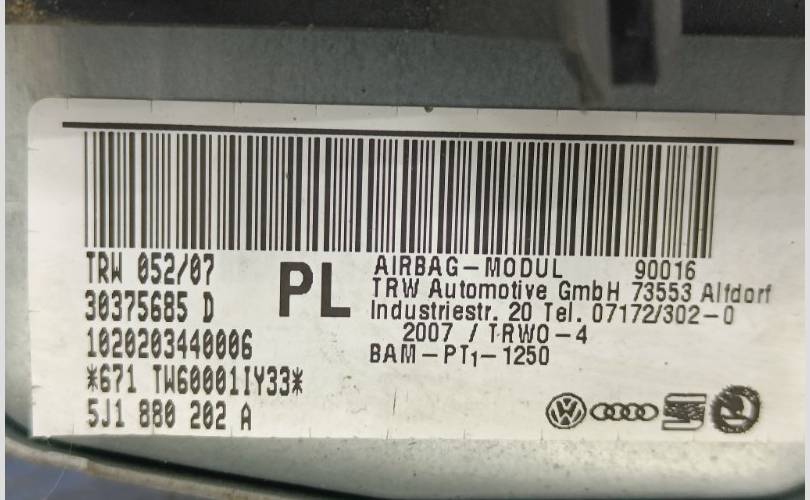 TRW 052/07
30375685 D
1020203440006
*671 TW60001IY33*
5J1 880 202 A
PL
AIRBAG-MODUL 90016
TRW Automotive GmbH 73553 Alfdorf
Industriestr. 20 Tel. 07172/302-0
2007 / TRWO-4
BAM-PT₁-1250